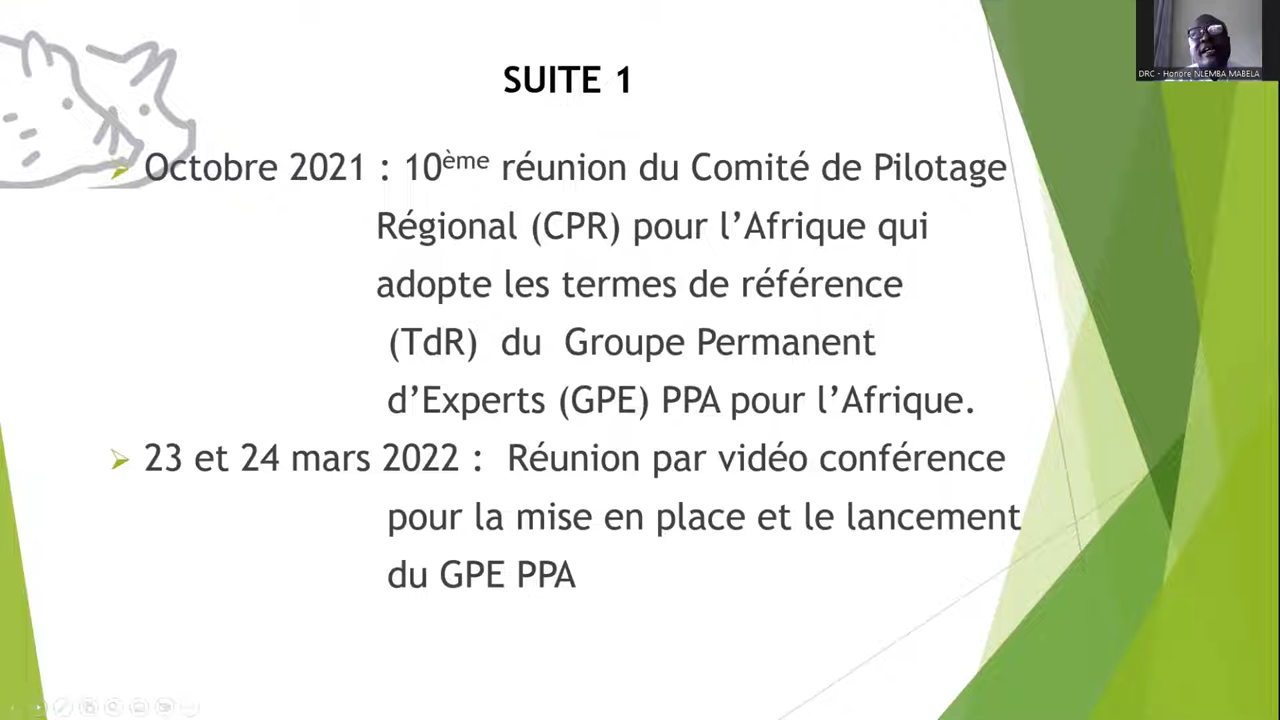 DRC - Honore NLEMBA MABELA
SUITE 1
Octobre 2021 : 10ème réunion du Comité de Pilotage
Régional (CPR) pour l’Afrique qui
adopte les termes de référence
(TdR) du Groupe Permanent
d’Experts (GPE) PPA pour l’Afrique.
23 et 24 mars 2022 : Réunion par vidéo conférence
pour la mise en place et le lancement
du GPE PPA